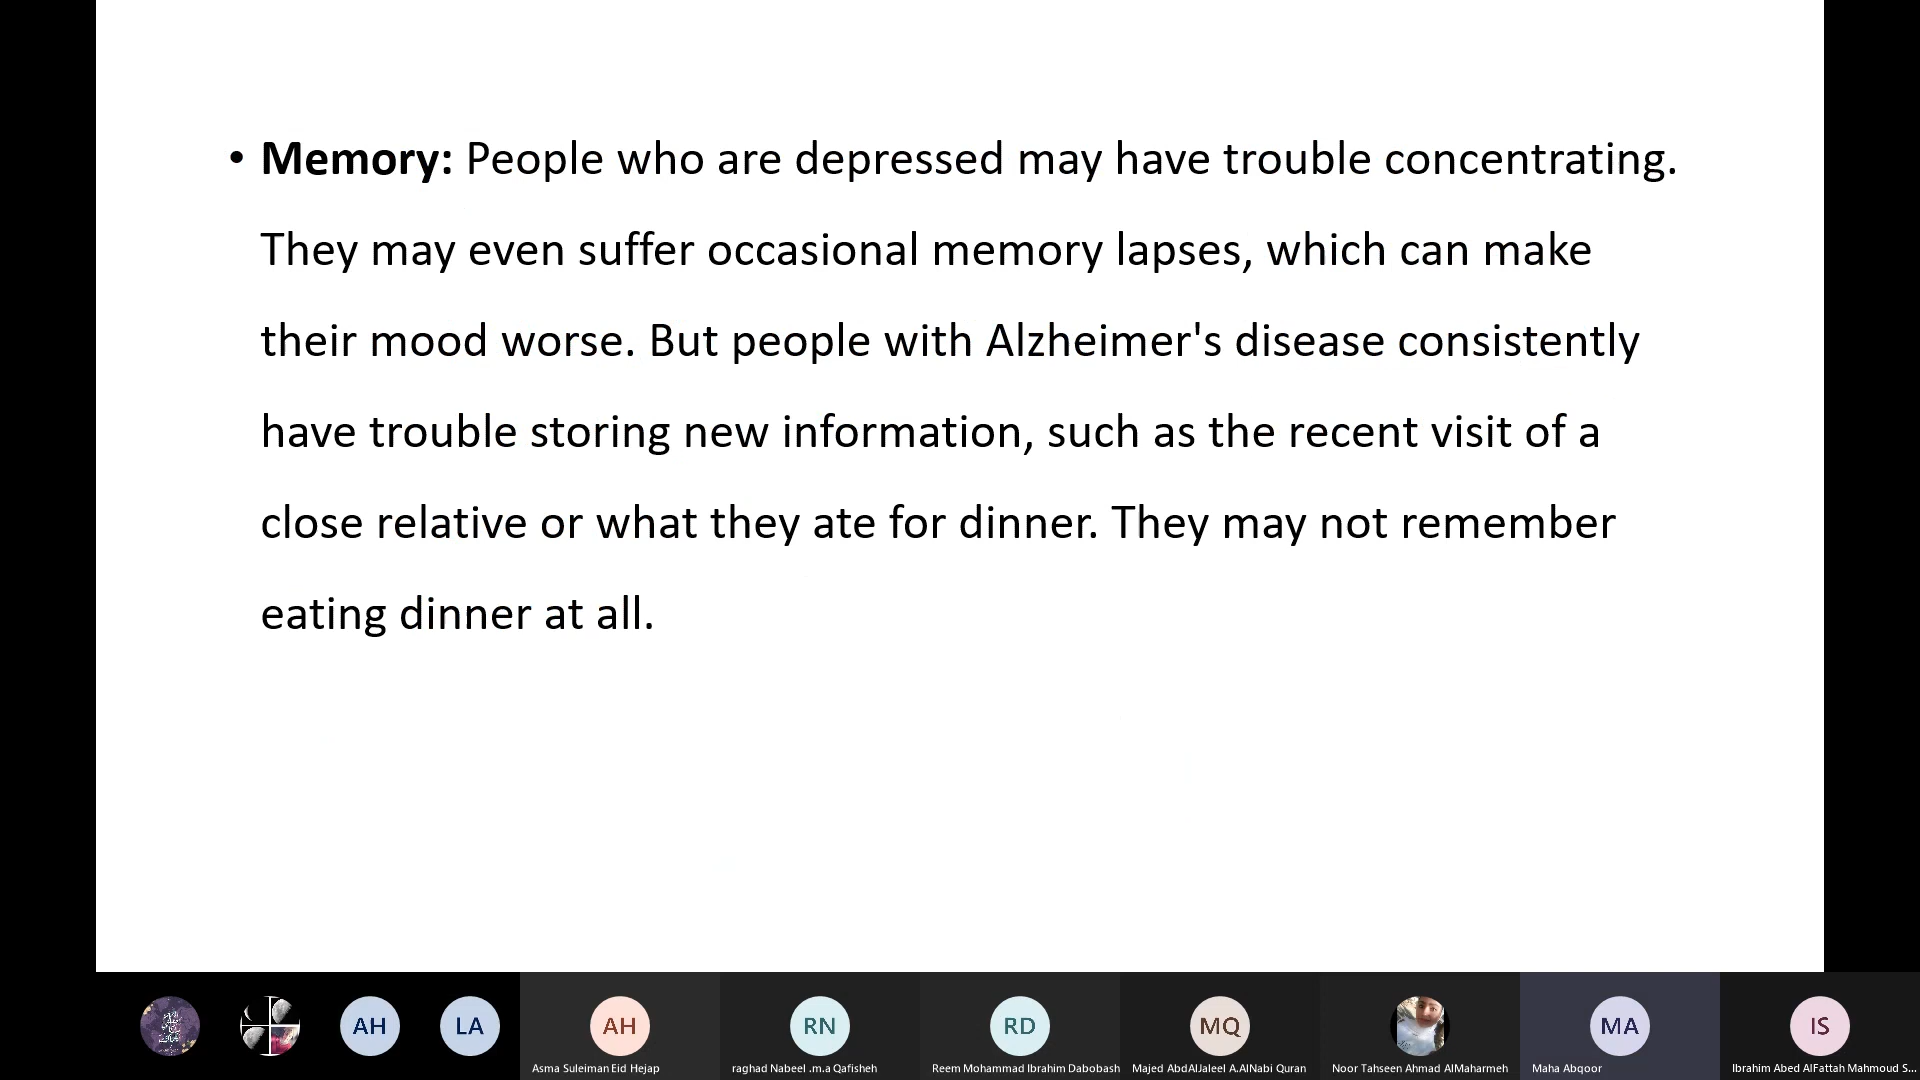 • Memory: People who are depressed may have trouble concentrating.
They may even suffer occasional memory lapses, which can make
their mood worse. But people with Alzheimer's disease consistently
have trouble storing new information, such as the recent visit of a
close relative or what they ate for dinner. They may not remember
eating dinner at all.
AH
LA
AH
RN
RD
MQ
MA
IS
Asma Suleiman Eid Hejap
raghad Nabeel .m.a Qafisheh
Reem Mohammad Ibrahim Dabobash
Majed AbdAlJaleel A.AlNabi Quran
Noor Tahseen Ahmad AlMaharmeh
Maha Abqoor
Ibrahim Abed AlFattah Mahmoud S...